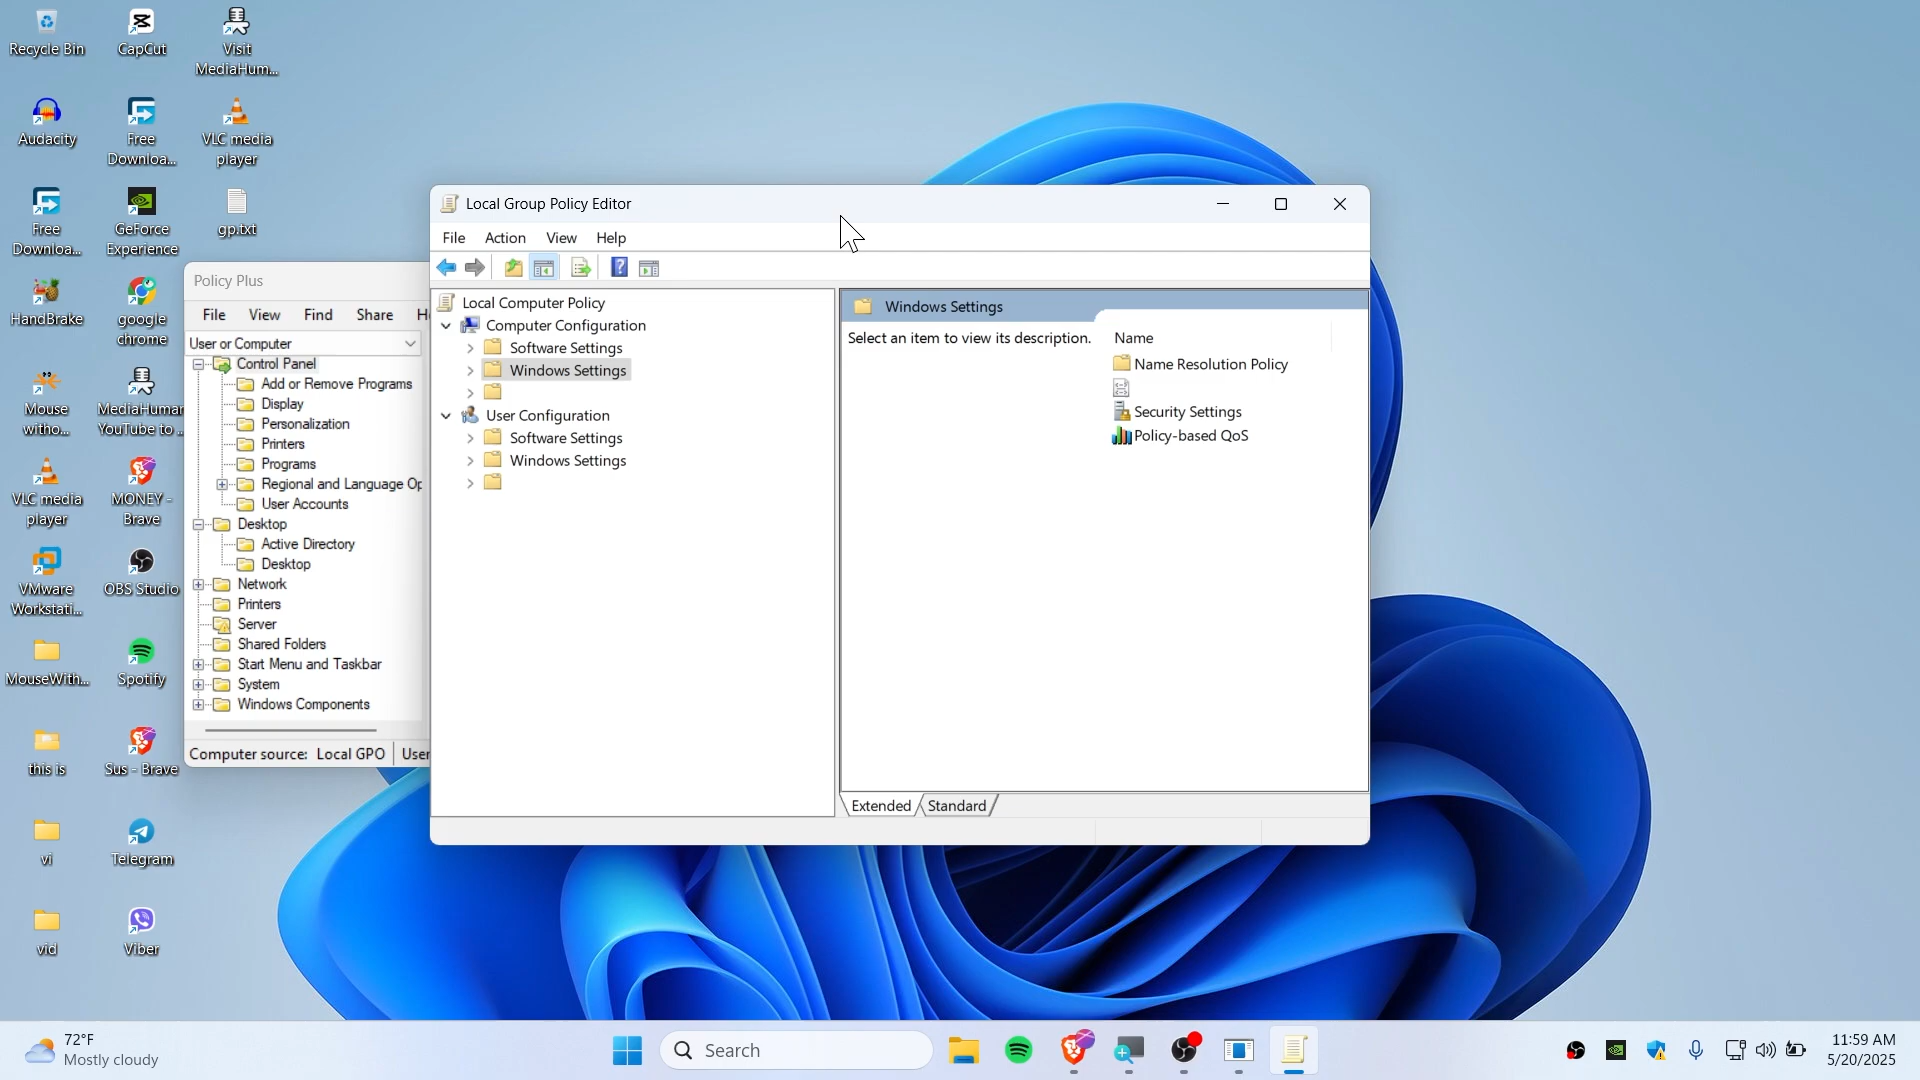 Recycle Bin
CapCut
Visit
MediaHum...
Audacity
Free
Downloa...
VLC media
player
Free
Downloa...
GeForce
Experience
gp.txt
HandBrake
google
chrome
Mouse
witho...
MediaHuman
YouTube to ...
VLC media
player
MONEY -
Brave
VMware
Workstati...
OBS Studio
MouseWith...
Spotify
this is
Sus - Brave
vi
Telegram
vid
Viber
Policy Plus
File View Find Share He
User or Computer
Control Panel
Add or Remove Programs
Display
Personalization
Printers
Programs
Regional and Language Op
User Accounts
Desktop
Active Directory
Desktop
Network
Printers
Server
Shared Folders
Start Menu and Taskbar
System
Windows Components
Computer source: Local GPO User
Local Group Policy Editor
File Action View Help
Local Computer Policy
Computer Configuration
Software Settings
Windows Settings
User Configuration
Software Settings
Windows Settings
Windows Settings
Select an item to view its description.
Name
Name Resolution Policy
Security Settings
Policy-based QoS
Extended Standard
72°F
Mostly cloudy
Search
11:59 AM
5/20/2025